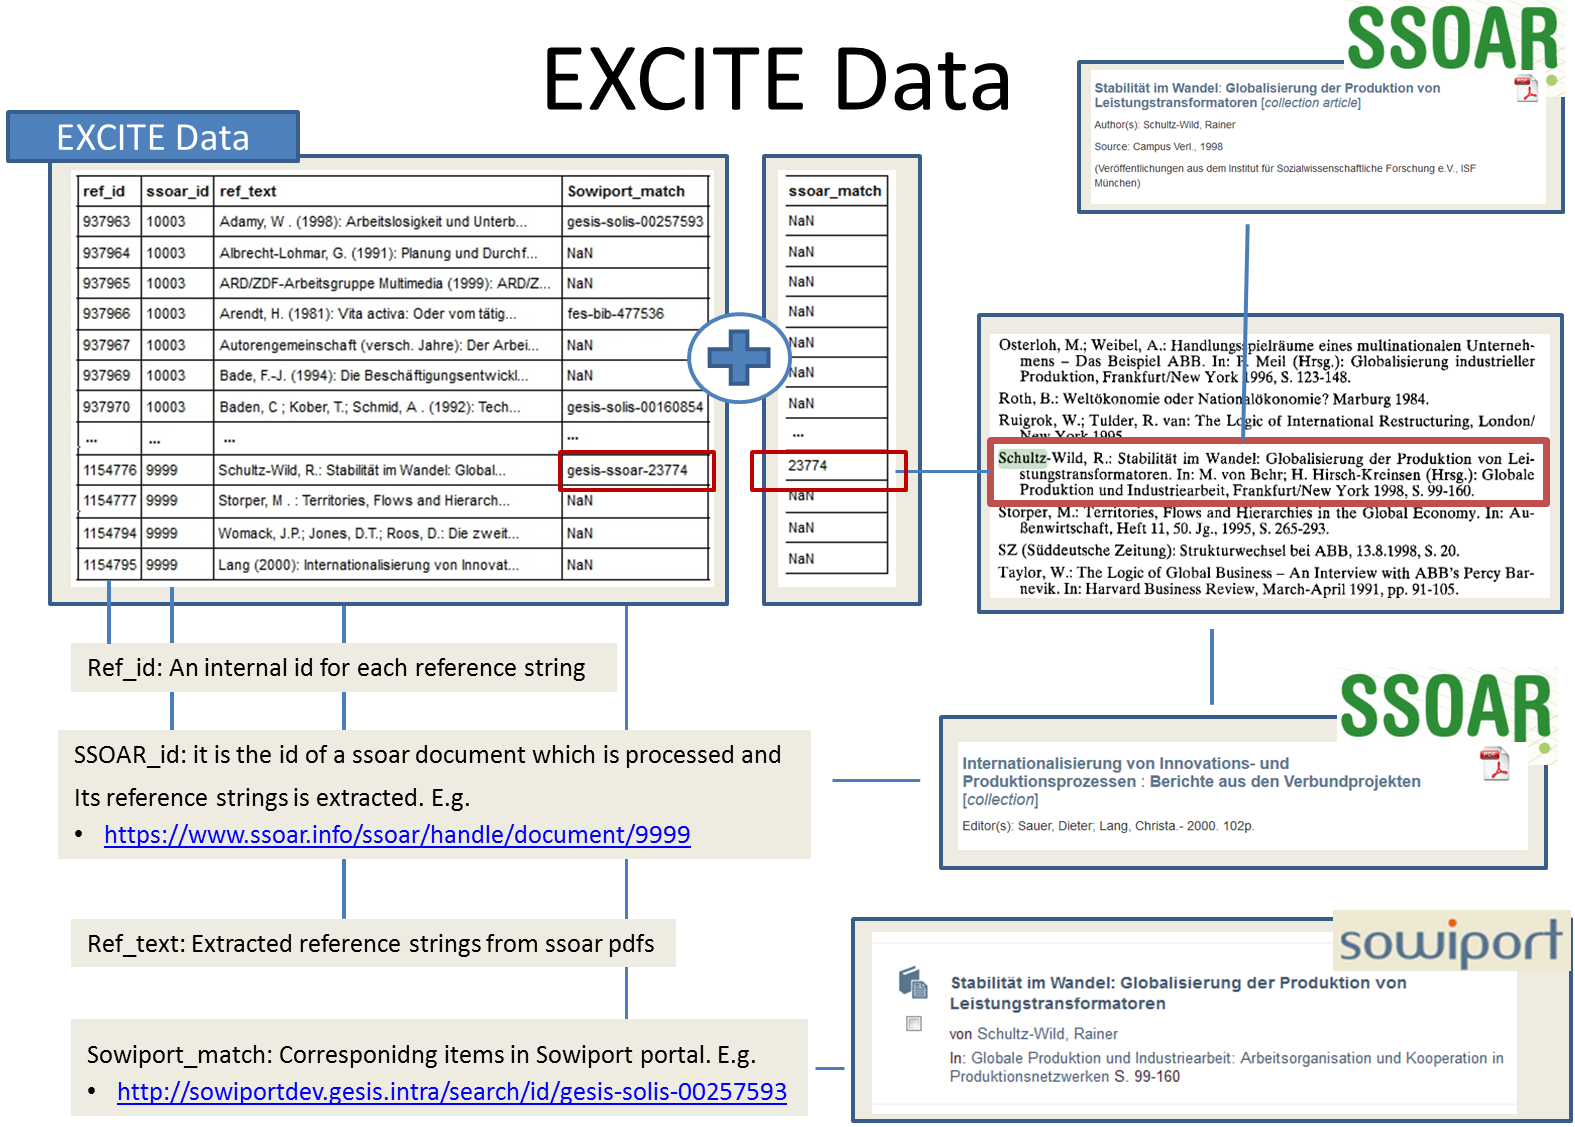 EXCITE Data
SSOAR
Stabilität im Wandel: Globalisierung der Produktion von
Leistungstransformatoren [collection article]
Author(s): Schultz-Wild, Rainer
Source: Campus Verl., 1998
(Veröffentlichungen aus dem Institut für Sozialwissenschaftliche Forschung e.V., ISF
München)
EXCITE Data
ref_id ssoar_id ref_text Sowiport_match ssoar_match
937963 10003 Adamy, W . (1998): Arbeitslosigkeit und Unterb... gesis-solis-00257593 NaN
937964 10003 Albrecht-Lohmar, G. (1991): Planung und Durchf... NaN NaN
937965 10003 ARD/ZDF-Arbeitsgruppe Multimedia (1999): ARD/Z... NaN NaN
937966 10003 Arendt, H. (1981): Vita activa: Oder vom tätig... fes-bib-477536 NaN
937967 10003 Autorengemeinschaft (versch. Jahre): Der Arbei... NaN NaN
937969 10003 Bade, F.-J. (1994): Die Beschäftigungsentwickl... NaN NaN
937970 10003 Baden, C ; Kober, T.; Schmid, A . (1992): Tech... gesis-solis-00160854 NaN
... ... ... ... ...
1154776 9999 Schultz-Wild, R.: Stabilität im Wandel: Global... gesis-ssoar-23774 23774
1154777 9999 Storper, M . : Territories, Flows and Hierarch... NaN NaN
1154794 9999 Womack, J.P.; Jones, D.T.; Roos, D.: Die zweit... NaN NaN
1154795 9999 Lang (2000): Internationalisierung von Innovat... NaN NaN
Osterloh, M.; Weibel, A.: Handlungsspielräume eines multinationalen Unterneh-
mens – Das Beispiel ABB. In: P. Meil (Hrsg.): Globalisierung industrieller
Produktion, Frankfurt/New York 1996, S. 123-148.
Roth, B.: Weltökonomie oder Nationalökonomie? Marburg 1984.
Ruigrok, W.; Tulder, R. van: The Logic of International Restructuring, London/
New York 1995.
Schultz-Wild, R.: Stabilität im Wandel: Globalisierung der Produktion von Lei-
stungstransformatoren. In: M. von Behr; H. Hirsch-Kreinsen (Hrsg.): Globale
Produktion und Industriearbeit, Frankfurt/New York 1998, S. 99-160.
Storper, M.: Territories, Flows and Hierarchies in the Global Economy. In: Au-
ßenwirtschaft, Heft 11, 50. Jg., 1995, S. 265-293.
SZ (Süddeutsche Zeitung): Strukturwechsel bei ABB, 13.8.1998, S. 20.
Taylor, W.: The Logic of Global Business – An Interview with ABB's Percy Bar-
nevik. In: Harvard Business Review, March-April 1991, pp. 91-105.
Ref_id: An internal id for each reference string
SSOAR_id: it is the id of a ssoar document which is processed and
Its reference strings is extracted. E.g.
• https://www.ssoar.info/ssoar/handle/document/9999
SSOAR
Internationalisierung von Innovations- und
Produktionsprozessen : Berichte aus den Verbundprojekten
[collection]
Editor(s): Sauer, Dieter; Lang, Christa.- 2000. 102p.
Ref_text: Extracted reference strings from ssoar pdfs
Sowiport_match: Corresponidng items in Sowiport portal. E.g.
• http://sowiportdev.gesis.intra/search/id/gesis-solis-00257593
sowiport
Stabilität im Wandel: Globalisierung der Produktion von
Leistungstransformatoren
von Schultz-Wild, Rainer
In: Globale Produktion und Industriearbeit: Arbeitsorganisation und Kooperation in
Produktionsnetzwerken S. 99-160